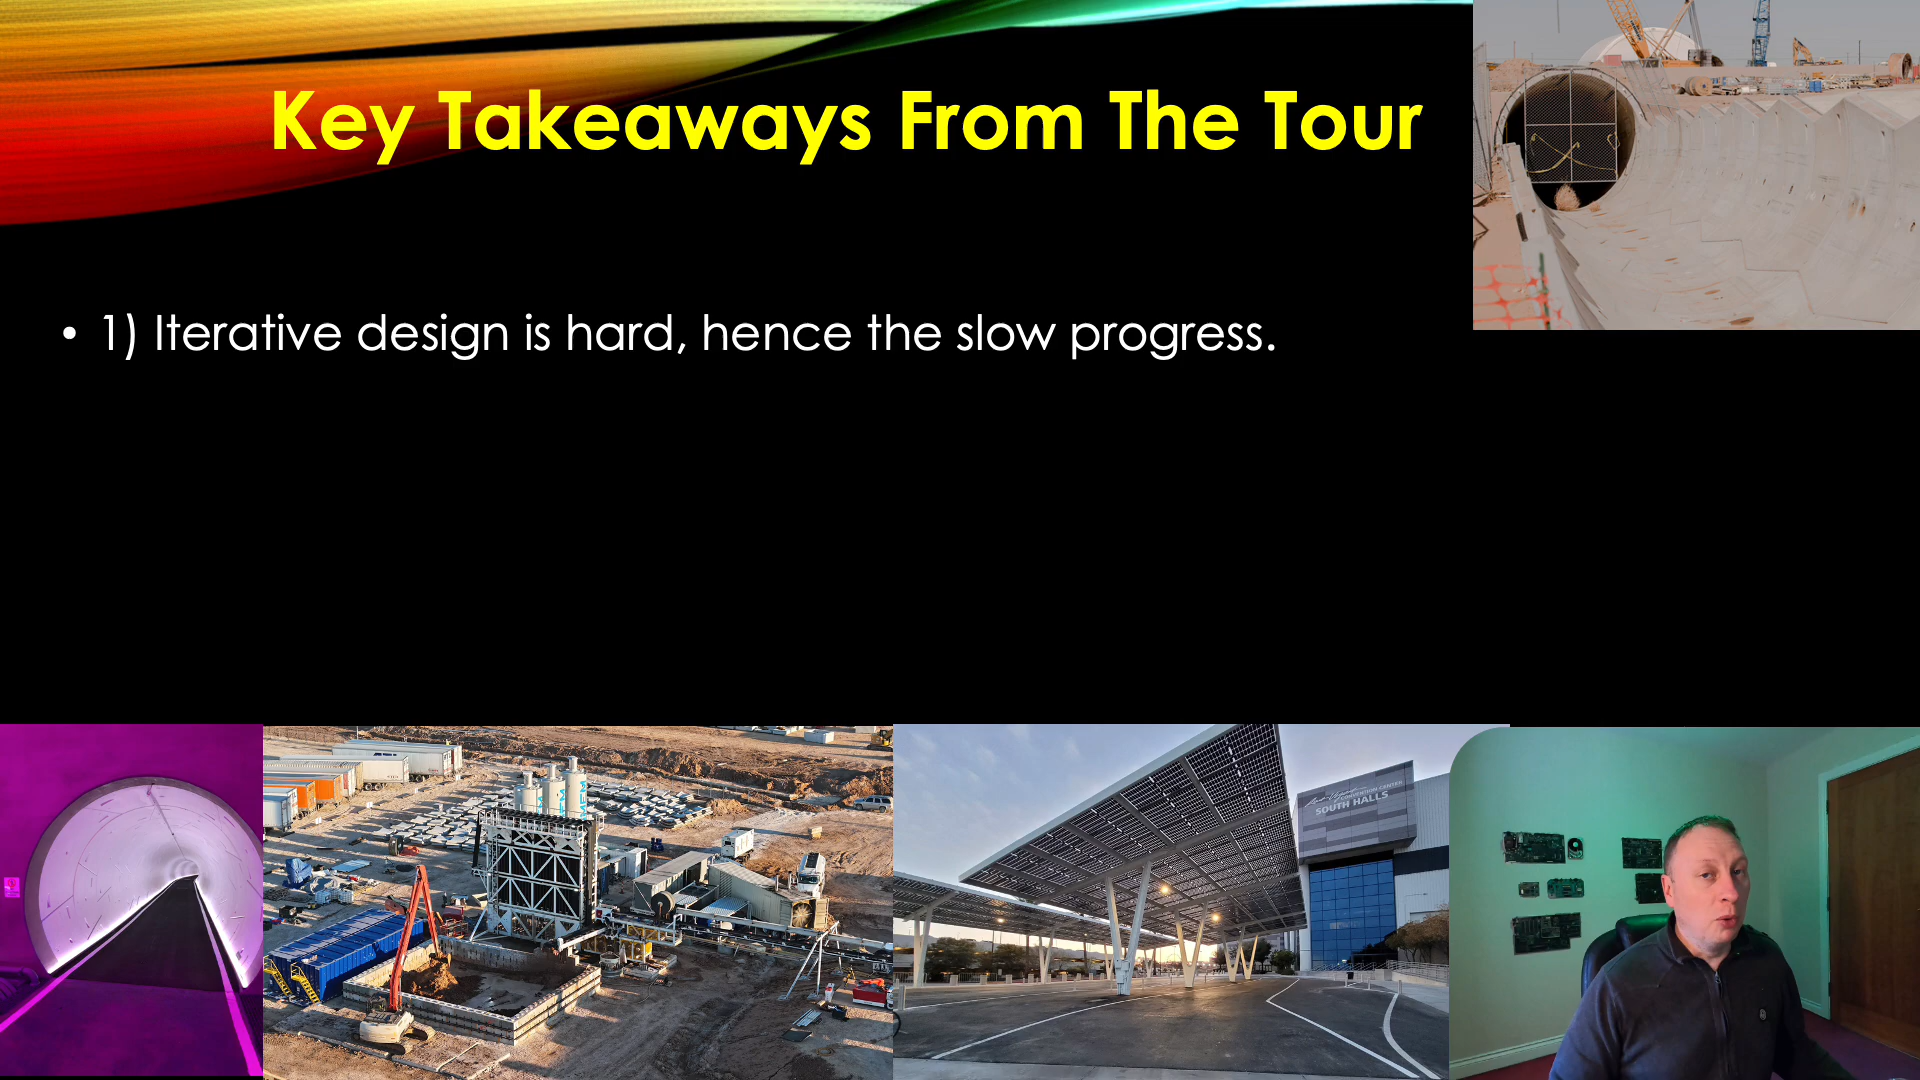 Key Takeaways From The Tour
• 1) Iterative design is hard, hence the slow progress.
SOUTH HALLS